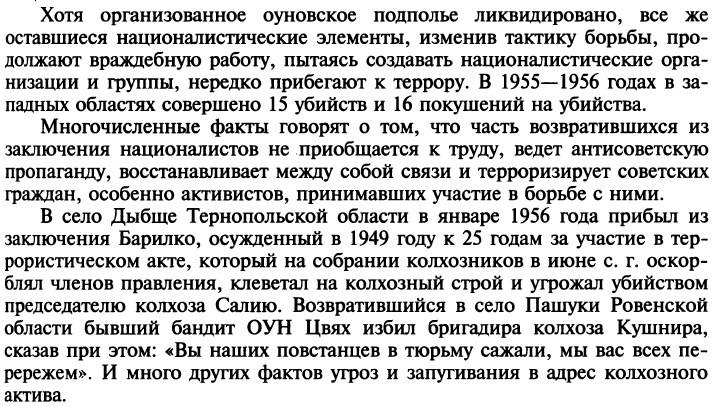 Хотя организованное оуновское подполье ликвидировано, все же
оставшиеся националистические элементы, изменив тактику борьбы, про-
должают враждебную работу, пытаясь создавать националистические орга-
низации и группы, нередко прибегают к террору. В 1955—1956 годах в за-
падных областях совершено 15 убийств и 16 покушений на убийства.
Многочисленные факты говорят о том, что часть возвратившихся из
заключения националистов не приобщается к труду, ведет антисоветскую
пропаганду, восстанавливает между собой связи и терроризирует советских
граждан, особенно активистов, принимавших участие в борьбе с ними.
В село Дыбще Тернопольской области в январе 1956 года прибыл из
заключения Барилко, осужденный в 1949 году к 25 годам за участие в тер-
рористическом акте, который на собрании колхозников в июне с. г. оскор-
блял членов правления, клеветал на колхозный строй и угрожал убийством
председателю колхоза Салию. Возвратившийся в село Пашуки Ровенской
области бывший бандит ОУН Цвях избил бригадира колхоза Кушнира,
сказав при этом: «Вы наших повстанцев в тюрьму сажали, мы вас всех пе-
рережем». И много других фактов угроз и запугивания в адрес колхозного
актива.